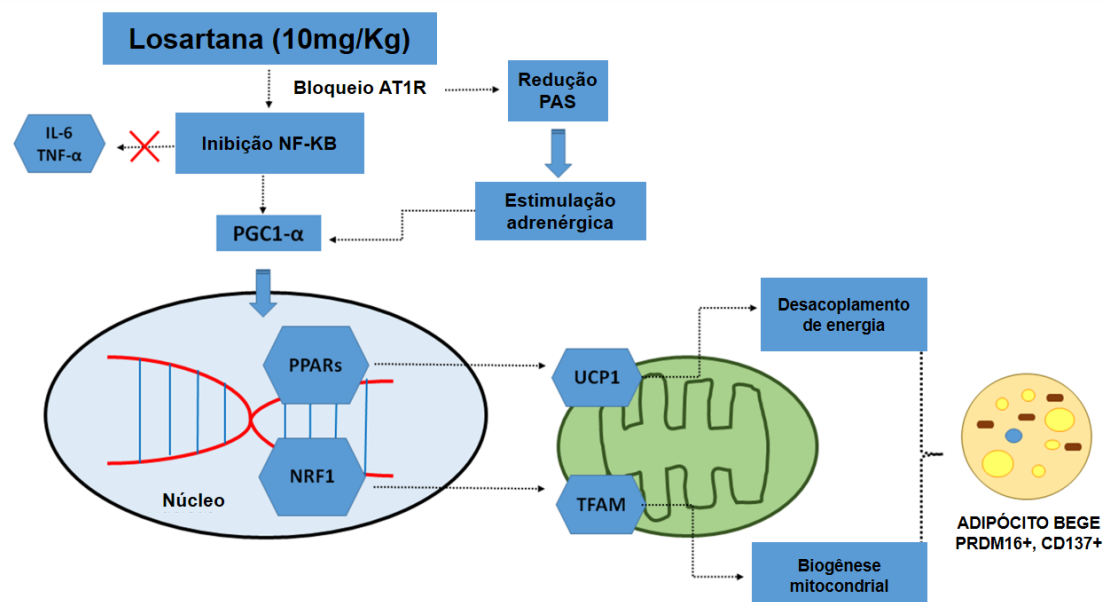 Losartana (10mg/Kg)
Bloqueio AT1R
Redução
PAS
IL-6
TNF-α
Inibição NF-KB
Estimulação
adrenérgica
PGC1-α
Desacoplamento
de energia
PPARs
UCP1
NRF1
TFAM
Núcleo
ADIPÓCITO BEGE
PRDM16+, CD137+
Biogênese
mitocondrial